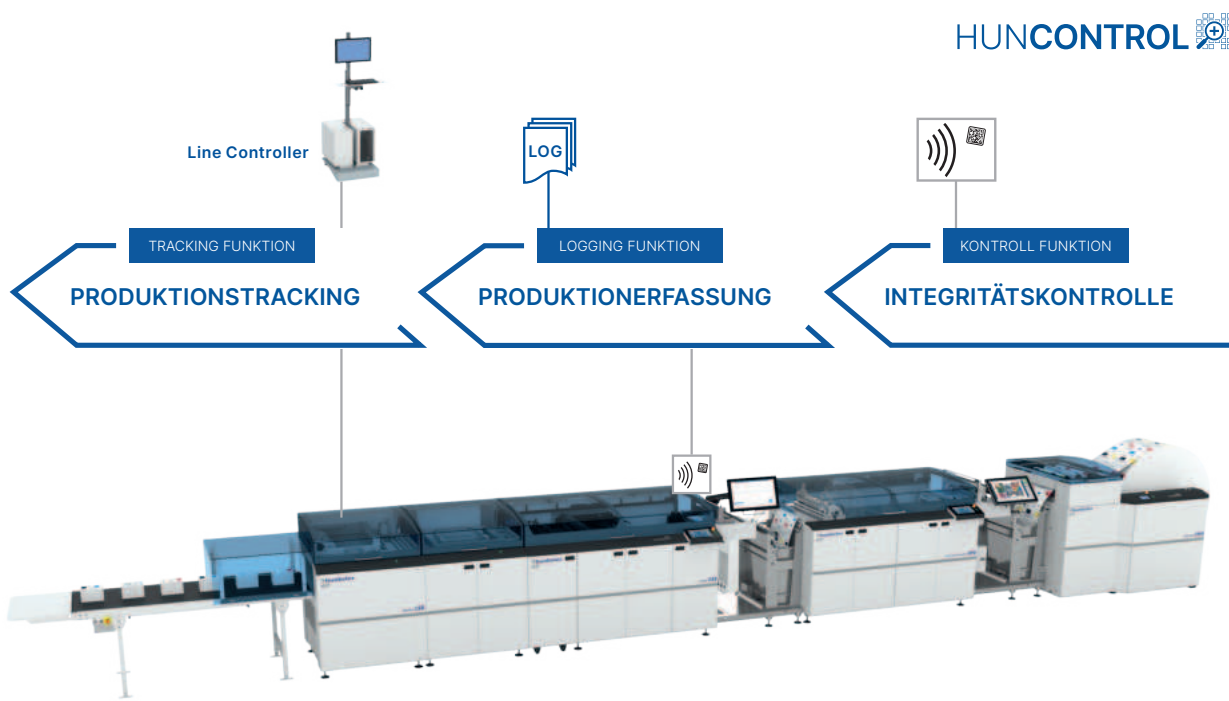 HUNCONTROL
Line Controller
LOG
TRACKING FUNKTION
LOGGING FUNKTION
KONTROLL FUNKTION
PRODUKTIONSTRACKING
PRODUKTIONERFASSUNG
INTEGRITÄTSKONTROLLE